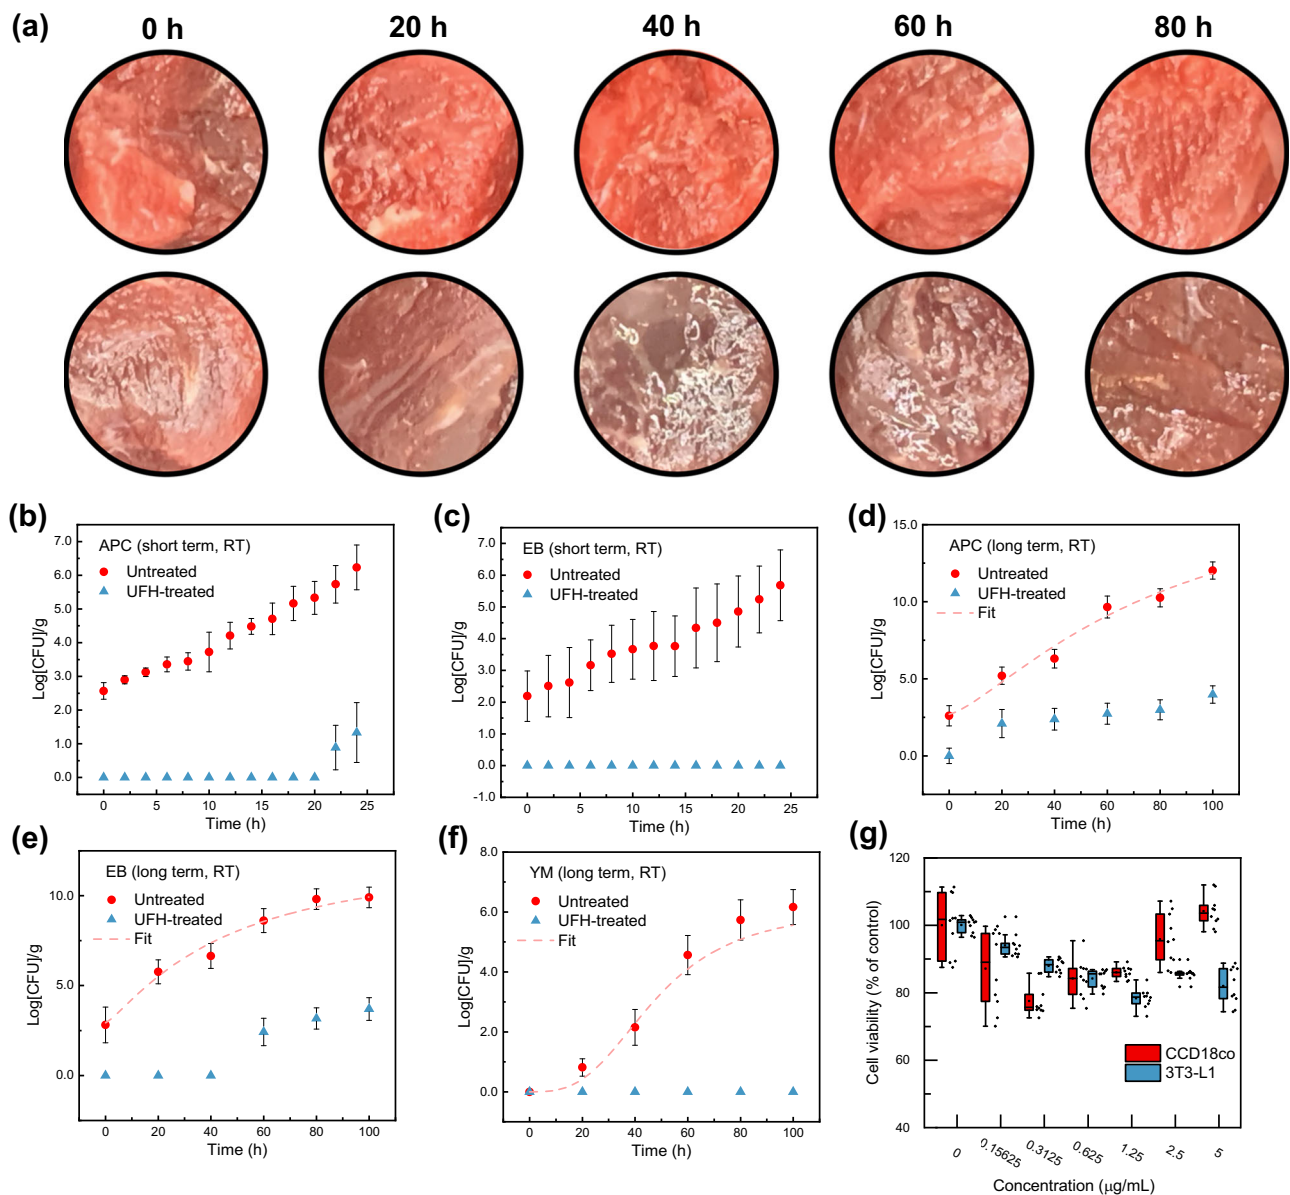 (a)
0 h
20 h
40 h
60 h
80 h
(b)
APC (short term, RT)
Untreated
UFH-treated
7.0
6.0
5.0
4.0
3.0
2.0
1.0
0.0
Log[CFU]/g
0
5
10
15
20
25
Time (h)
(c)
EB (short term, RT)
Untreated
UFH-treated
7.0
6.0
5.0
4.0
3.0
2.0
1.0
0.0
-1.0
Log[CFU]/g
0
5
10
15
20
25
Time (h)
(d)
APC (long term, RT)
Untreated
UFH-treated
Fit
15.0
10.0
5.0
0.0
Log[CFU]/g
0
20
40
60
80
100
Time (h)
(e)
EB (long term, RT)
Untreated
UFH-treated
Fit
10.0
5.0
0.0
Log[CFU]/g
0
20
40
60
80
100
Time (h)
(f)
YM (long term, RT)
Untreated
UFH-treated
Fit
8.0
6.0
4.0
2.0
0.0
Log[CFU]/g
0
20
40
60
80
100
Time (h)
(g)
120
100
80
60
40
Cell viability (% of control)
CCD18co
3T3-L1
0
0.15625
0.3125
0.625
1.25
2.5
5
Concentration (μg/mL)